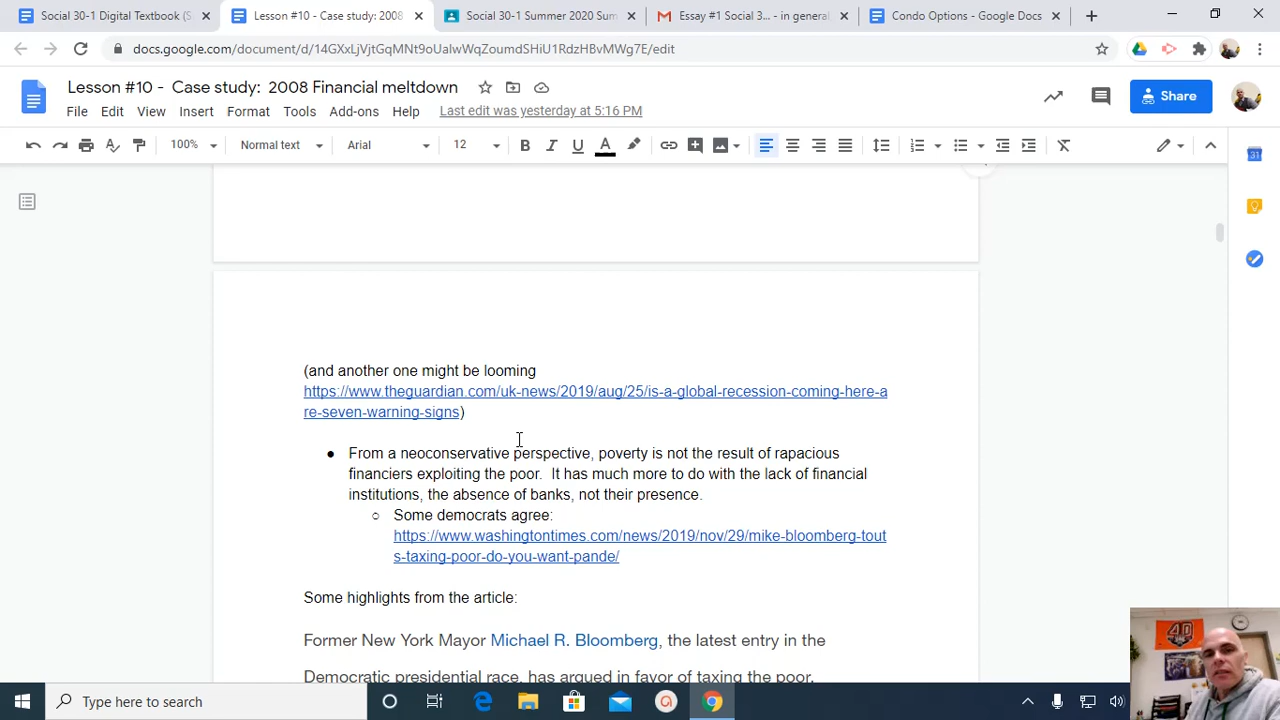 Social 30-1 Digital Textbook (S
Lesson #10 - Case study: 2008
Social 30-1 Summer 2020 Sum
Essay #1 Social 3... - in general
Condo Options - Google Docs
docs.google.com/document/d/14GXxLjVjtGqMNt9oUalwWqZoumdSHiU1RdzHBvMWg7E/edit
Lesson #10 - Case study: 2008 Financial meltdown
File Edit View Insert Format Tools Add-ons Help Last edit was yesterday at 5:16 PM
Share
100% Normal text Arial 12 B I U A
31
(and another one might be looming
https://www.theguardian.com/uk-news/2019/aug/25/is-a-global-recession-coming-here-a
re-seven-warning-signs)
● From a neoconservative perspective, poverty is not the result of rapacious
financiers exploiting the poor. It has much more to do with the lack of financial
institutions, the absence of banks, not their presence.
○ Some democrats agree:
https://www.washingtontimes.com/news/2019/nov/29/mike-bloomberg-tout
s-taxing-poor-do-you-want-pande/
Some highlights from the article:
Former New York Mayor Michael R. Bloomberg, the latest entry in the
Democratic presidential race, has argued in favor of taxing the poor,
Type here to search